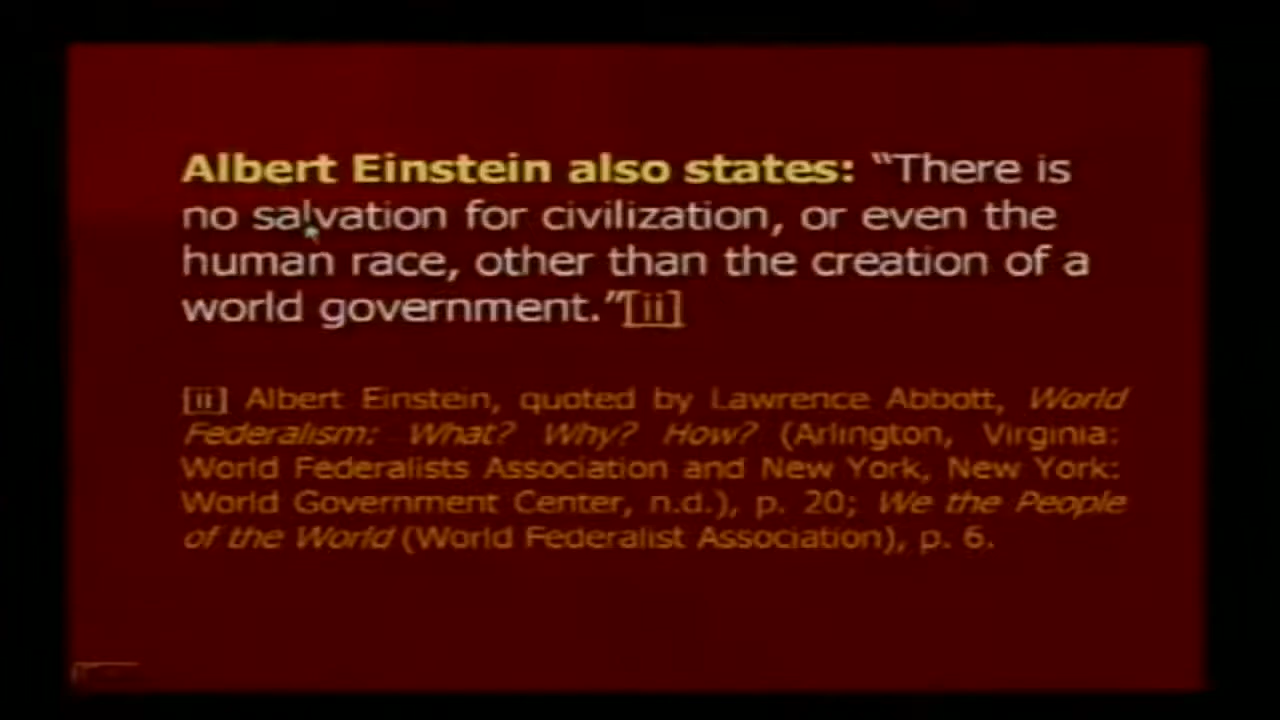 Albert Einstein also states: “There is
no salvation for civilization, or even the
human race, other than the creation of a
world government.”[ii]
[ii] Albert Einstein, quoted by Lawrence Abbott, World
Federalism: What? Why? How? (Arlington, Virginia:
World Federalists Association and New York, New York:
World Government Center, n.d.), p. 20; We the People
of the World (World Federalist Association), p. 6.